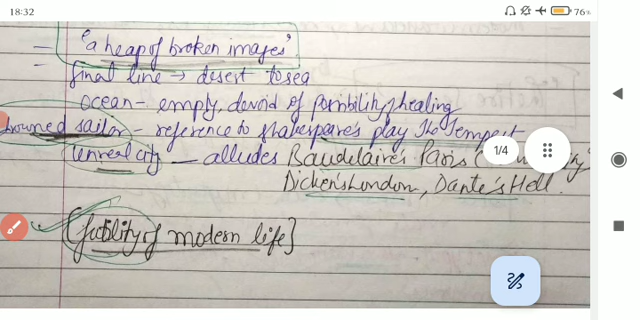 18:32
76%
– "a heap of broken images".
– final line → desert to sea
ocean – empty, devoid of possibility of healing
Drowned sailor – reference to Shakespeare's play The Tempest
Unreal city – alludes Baudelaire's Paris
1/4
Dicken's London, Dante's Hell.
[futility of modern life]